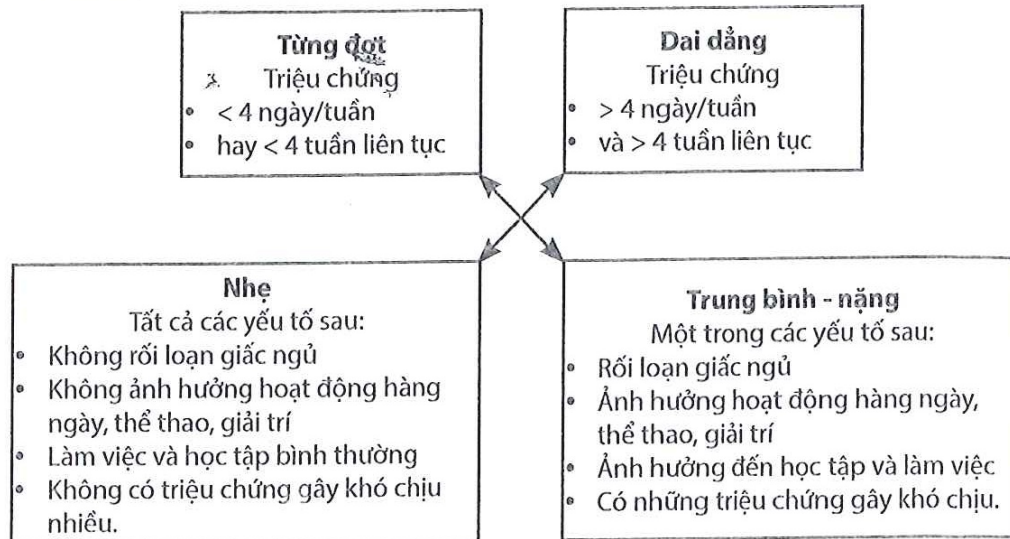 Từng đợt
Triệu chứng
• < 4 ngày/tuần
• hay < 4 tuần liên tục
Dai dẳng
Triệu chứng
• > 4 ngày/tuần
• và > 4 tuần liên tục
Nhẹ
Tất cả các yếu tố sau:
• Không rối loạn giấc ngủ
• Không ảnh hưởng hoạt động hàng
ngày, thể thao, giải trí
• Làm việc và học tập bình thường
• Không có triệu chứng gây khó chịu
nhiều.
Trung bình - nặng
Một trong các yếu tố sau:
• Rối loạn giấc ngủ
• Ảnh hưởng hoạt động hàng ngày,
thể thao, giải trí
• Ảnh hưởng đến học tập và làm việc
• Có những triệu chứng gây khó chịu.